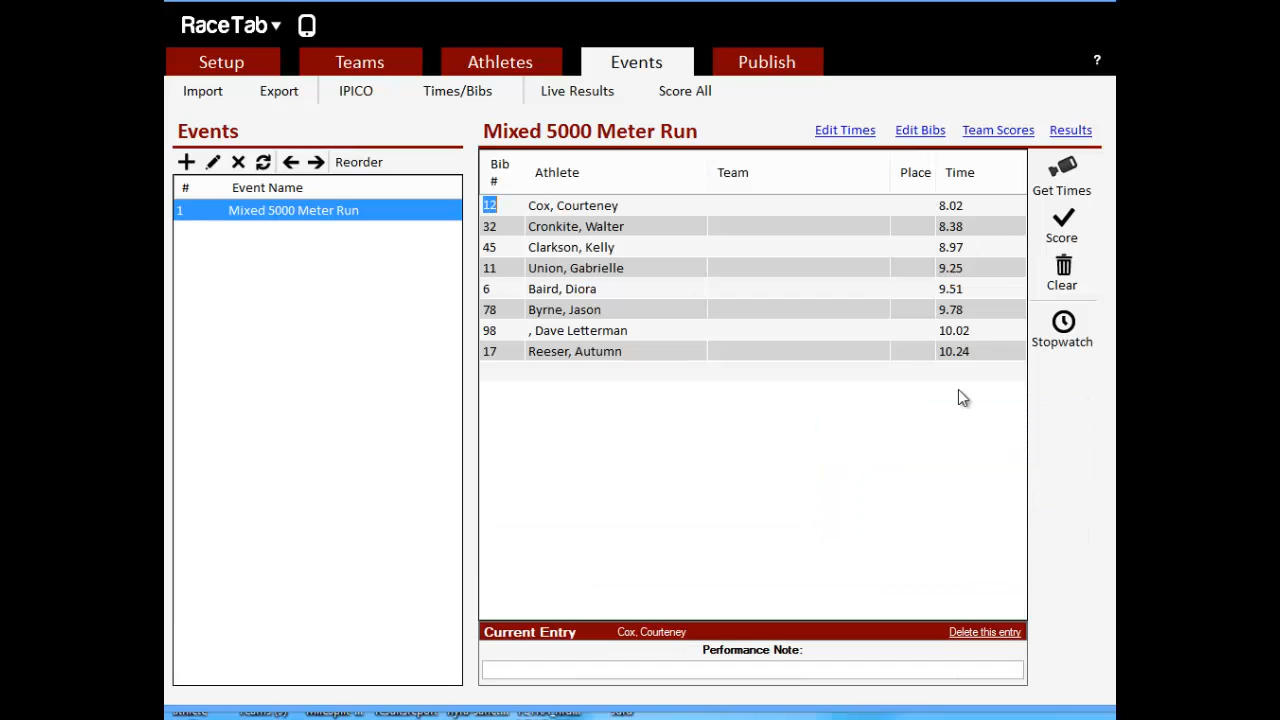 RaceTab
Setup Teams Athletes Events Publish ?
Import Export IPICO Times/Bibs Live Results Score All
Events
Reorder
# Event Name
1 Mixed 5000 Meter Run
Mixed 5000 Meter Run Edit Times Edit Bibs Team Scores Results
Bib # Athlete Team Place Time
12 Cox, Courteney 8.02
32 Cronkite, Walter 8.38
45 Clarkson, Kelly 8.97
11 Union, Gabrielle 9.25
6 Baird, Diora 9.51
78 Byrne, Jason 9.78
98 , Dave Letterman 10.02
17 Reeser, Autumn 10.24
Get Times
Score
Clear
Stopwatch
Current Entry Cox, Courteney Delete this entry
Performance Note: